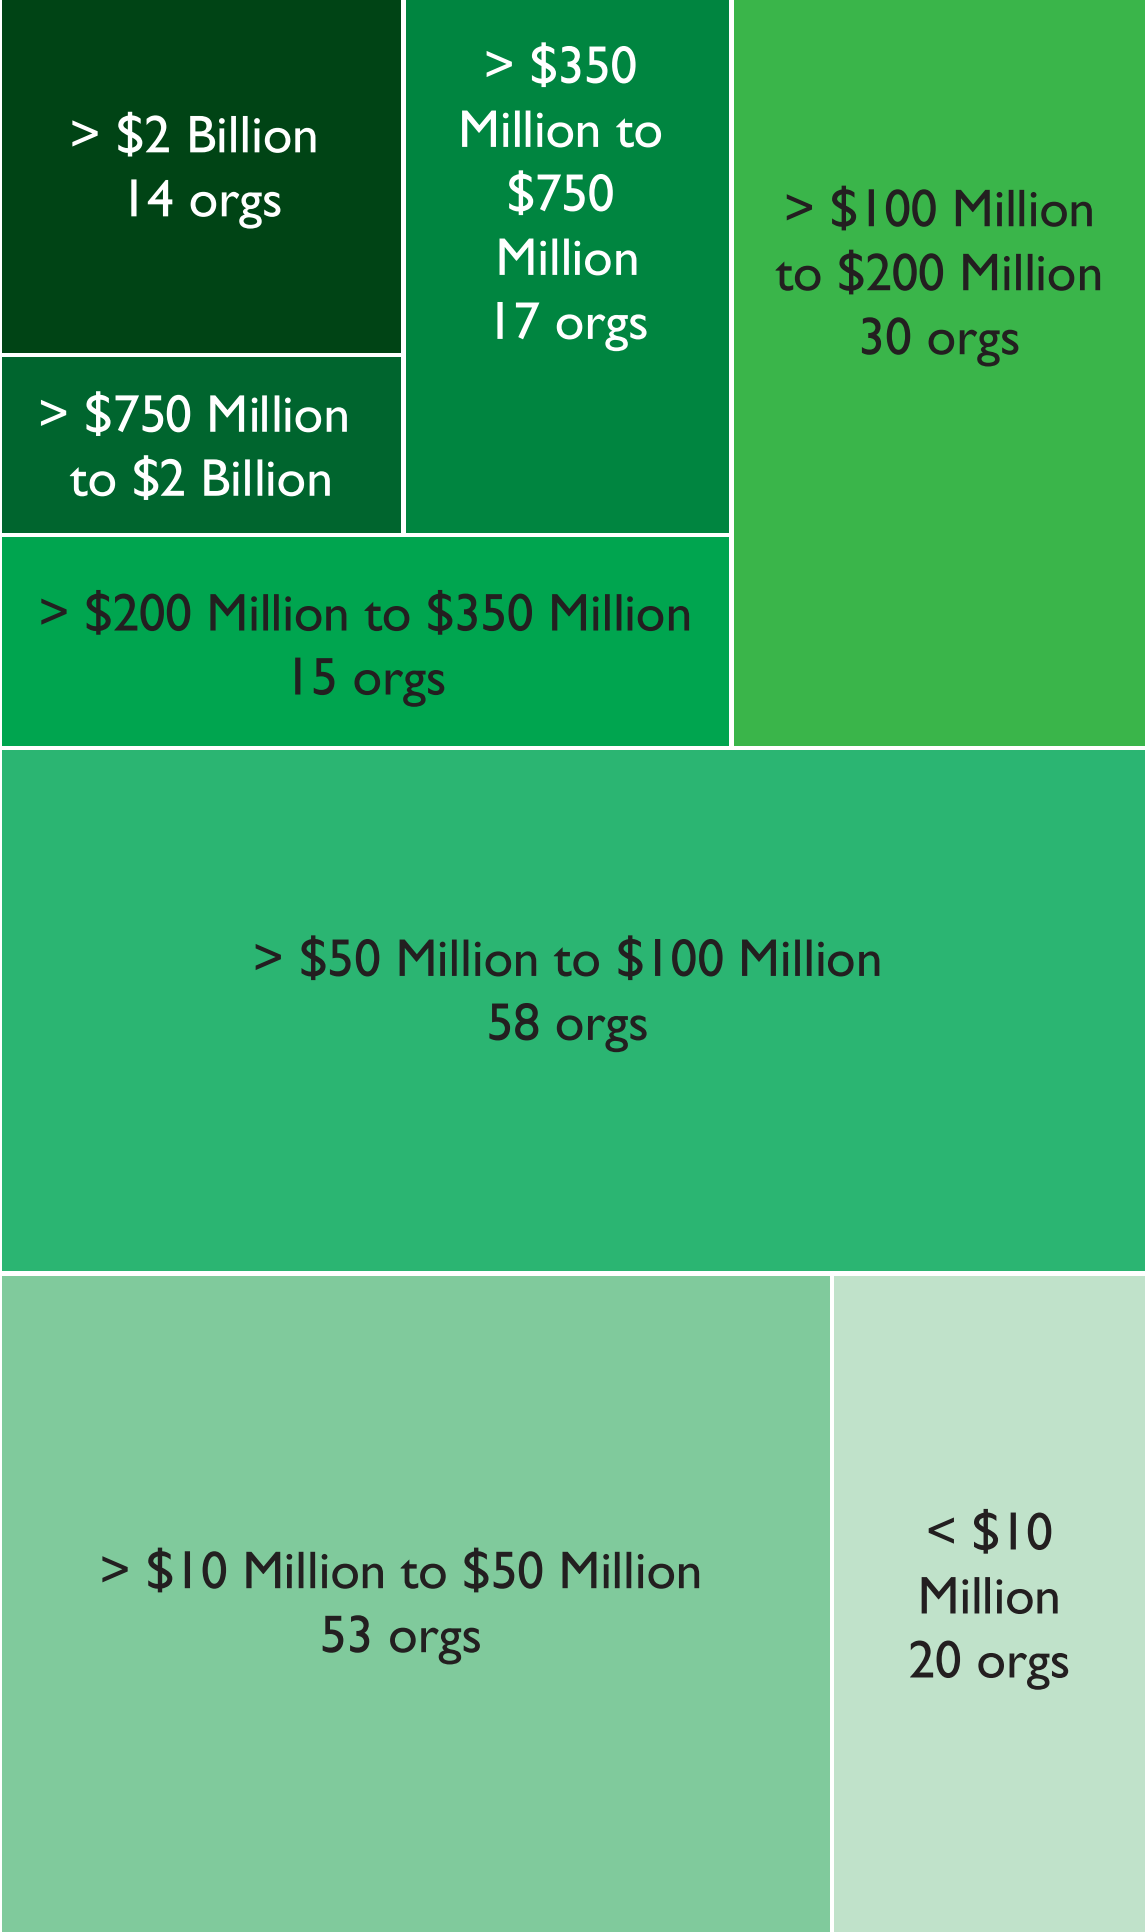 > $2 Billion
14 orgs
> $350
Million to
$750
Million
17 orgs
> $100 Million
to $200 Million
30 orgs
> $750 Million
to $2 Billion
> $200 Million to $350 Million
15 orgs
> $50 Million to $100 Million
58 orgs
> $10 Million to $50 Million
53 orgs
< $10
Million
20 orgs